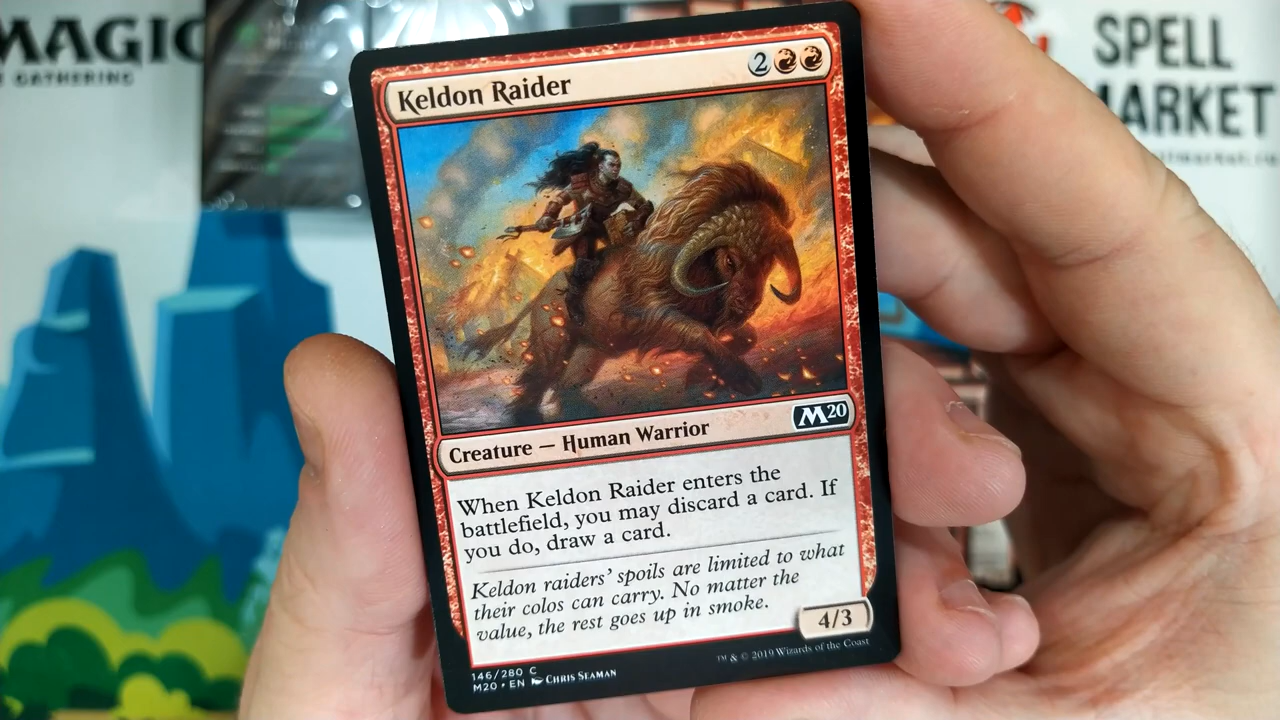 MAGIC
GATHERING
SPELL
MARKET
Keldon Raider
2
M20
Creature — Human Warrior
When Keldon Raider enters the
battlefield, you may discard a card. If
you do, draw a card.
Keldon raiders' spoils are limited to what
their colos can carry. No matter the
value, the rest goes up in smoke.
4/3
146/280 C
M20 • EN Chris Seaman
™ & © 2019 Wizards of the Coast